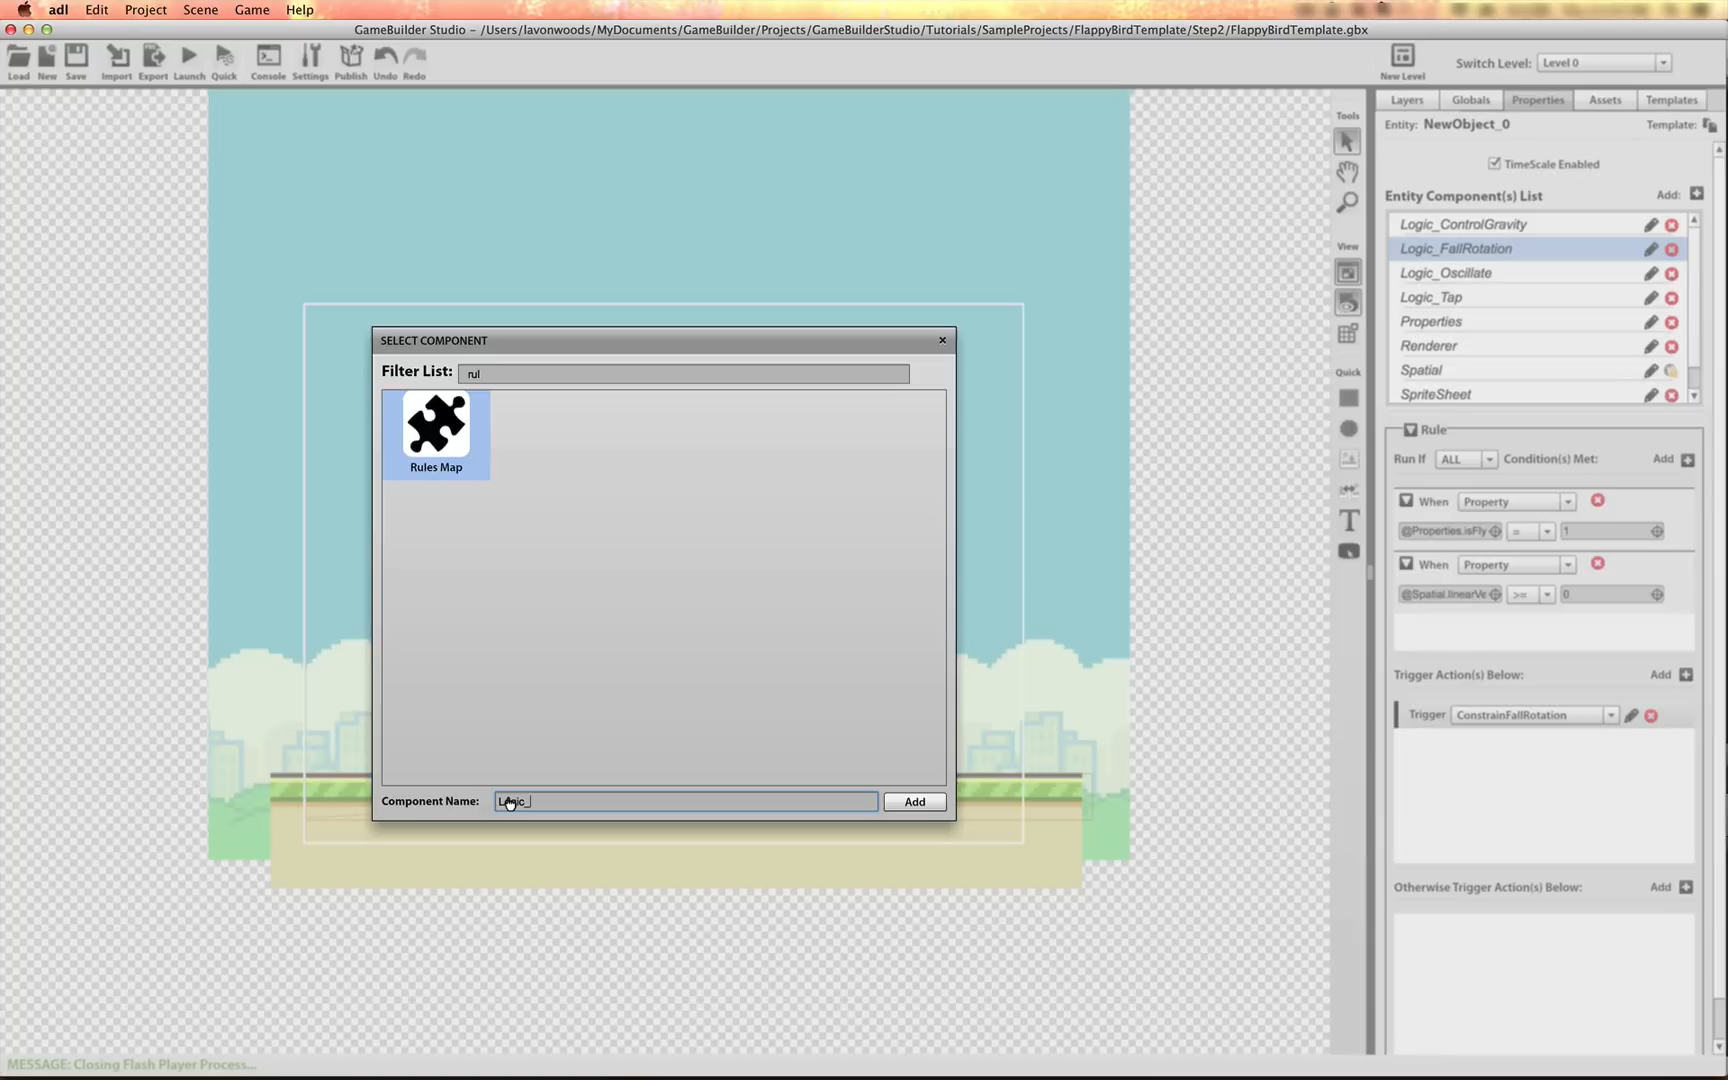 adl Edit Project Scene Game Help
GameBuilder Studio – /Users/lavonwoods/MyDocuments/GameBuilder/Projects/GameBuilderStudio/Tutorials/SampleProjects/FlappyBirdTemplate/Step2/FlappyBirdTemplate.gbx
Load New Save Import Export Launch Quick Console Settings Publish Undo Redo
New Level Switch Level: Level 0
Layers Globals Properties Assets Templates
Tools
Entity: NewObject_0 Template:
TimeScale Enabled
Entity Component(s) List Add:
Logic_ControlGravity
View
Logic_FallRotation
Logic_Oscillate
Logic_Tap
Properties
Renderer
Spatial
SpriteSheet
Quick
Rule
Run If ALL Condition(s) Met: Add
When Property
@Properties.isFly = 1
When Property
@Spatial.linearVe >= 0
Trigger Action(s) Below: Add
Trigger ConstrainFallRotation
Otherwise Trigger Action(s) Below: Add
SELECT COMPONENT
Filter List: rul
Rules Map
Component Name: Logic_ Add
MESSAGE: Closing Flash Player Process...